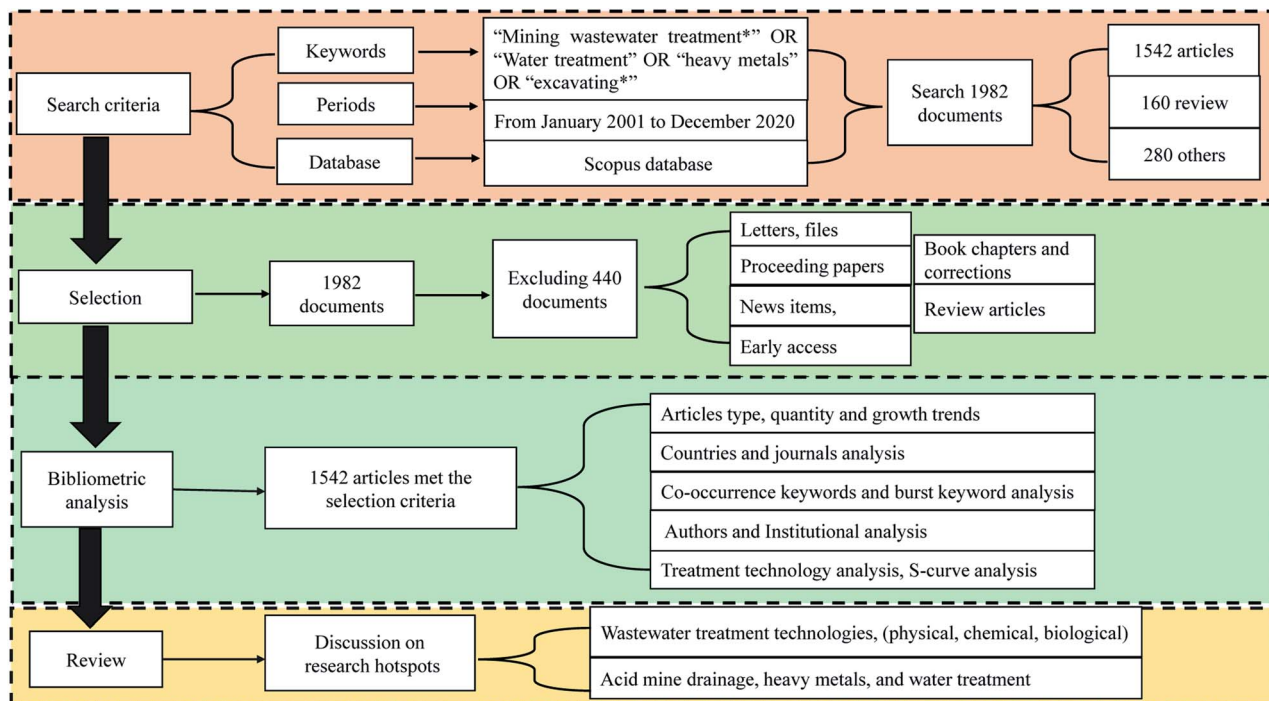 Search criteria
Keywords
Periods
Database
“Mining wastewater treatment*” OR
“Water treatment” OR “heavy metals”
OR “excavating*”
From January 2001 to December 2020
Scopus database
Search 1982
documents
1542 articles
160 review
280 others
Selection
1982
documents
Excluding 440
documents
Letters, files
Proceeding papers
News items,
Early access
Book chapters and
corrections
Review articles
Bibliometric
analysis
1542 articles met the
selection criteria
Articles type, quantity and growth trends
Countries and journals analysis
Co-occurrence keywords and burst keyword analysis
Authors and Institutional analysis
Treatment technology analysis, S-curve analysis
Review
Discussion on
research hotspots
Wastewater treatment technologies, (physical, chemical, biological)
Acid mine drainage, heavy metals, and water treatment